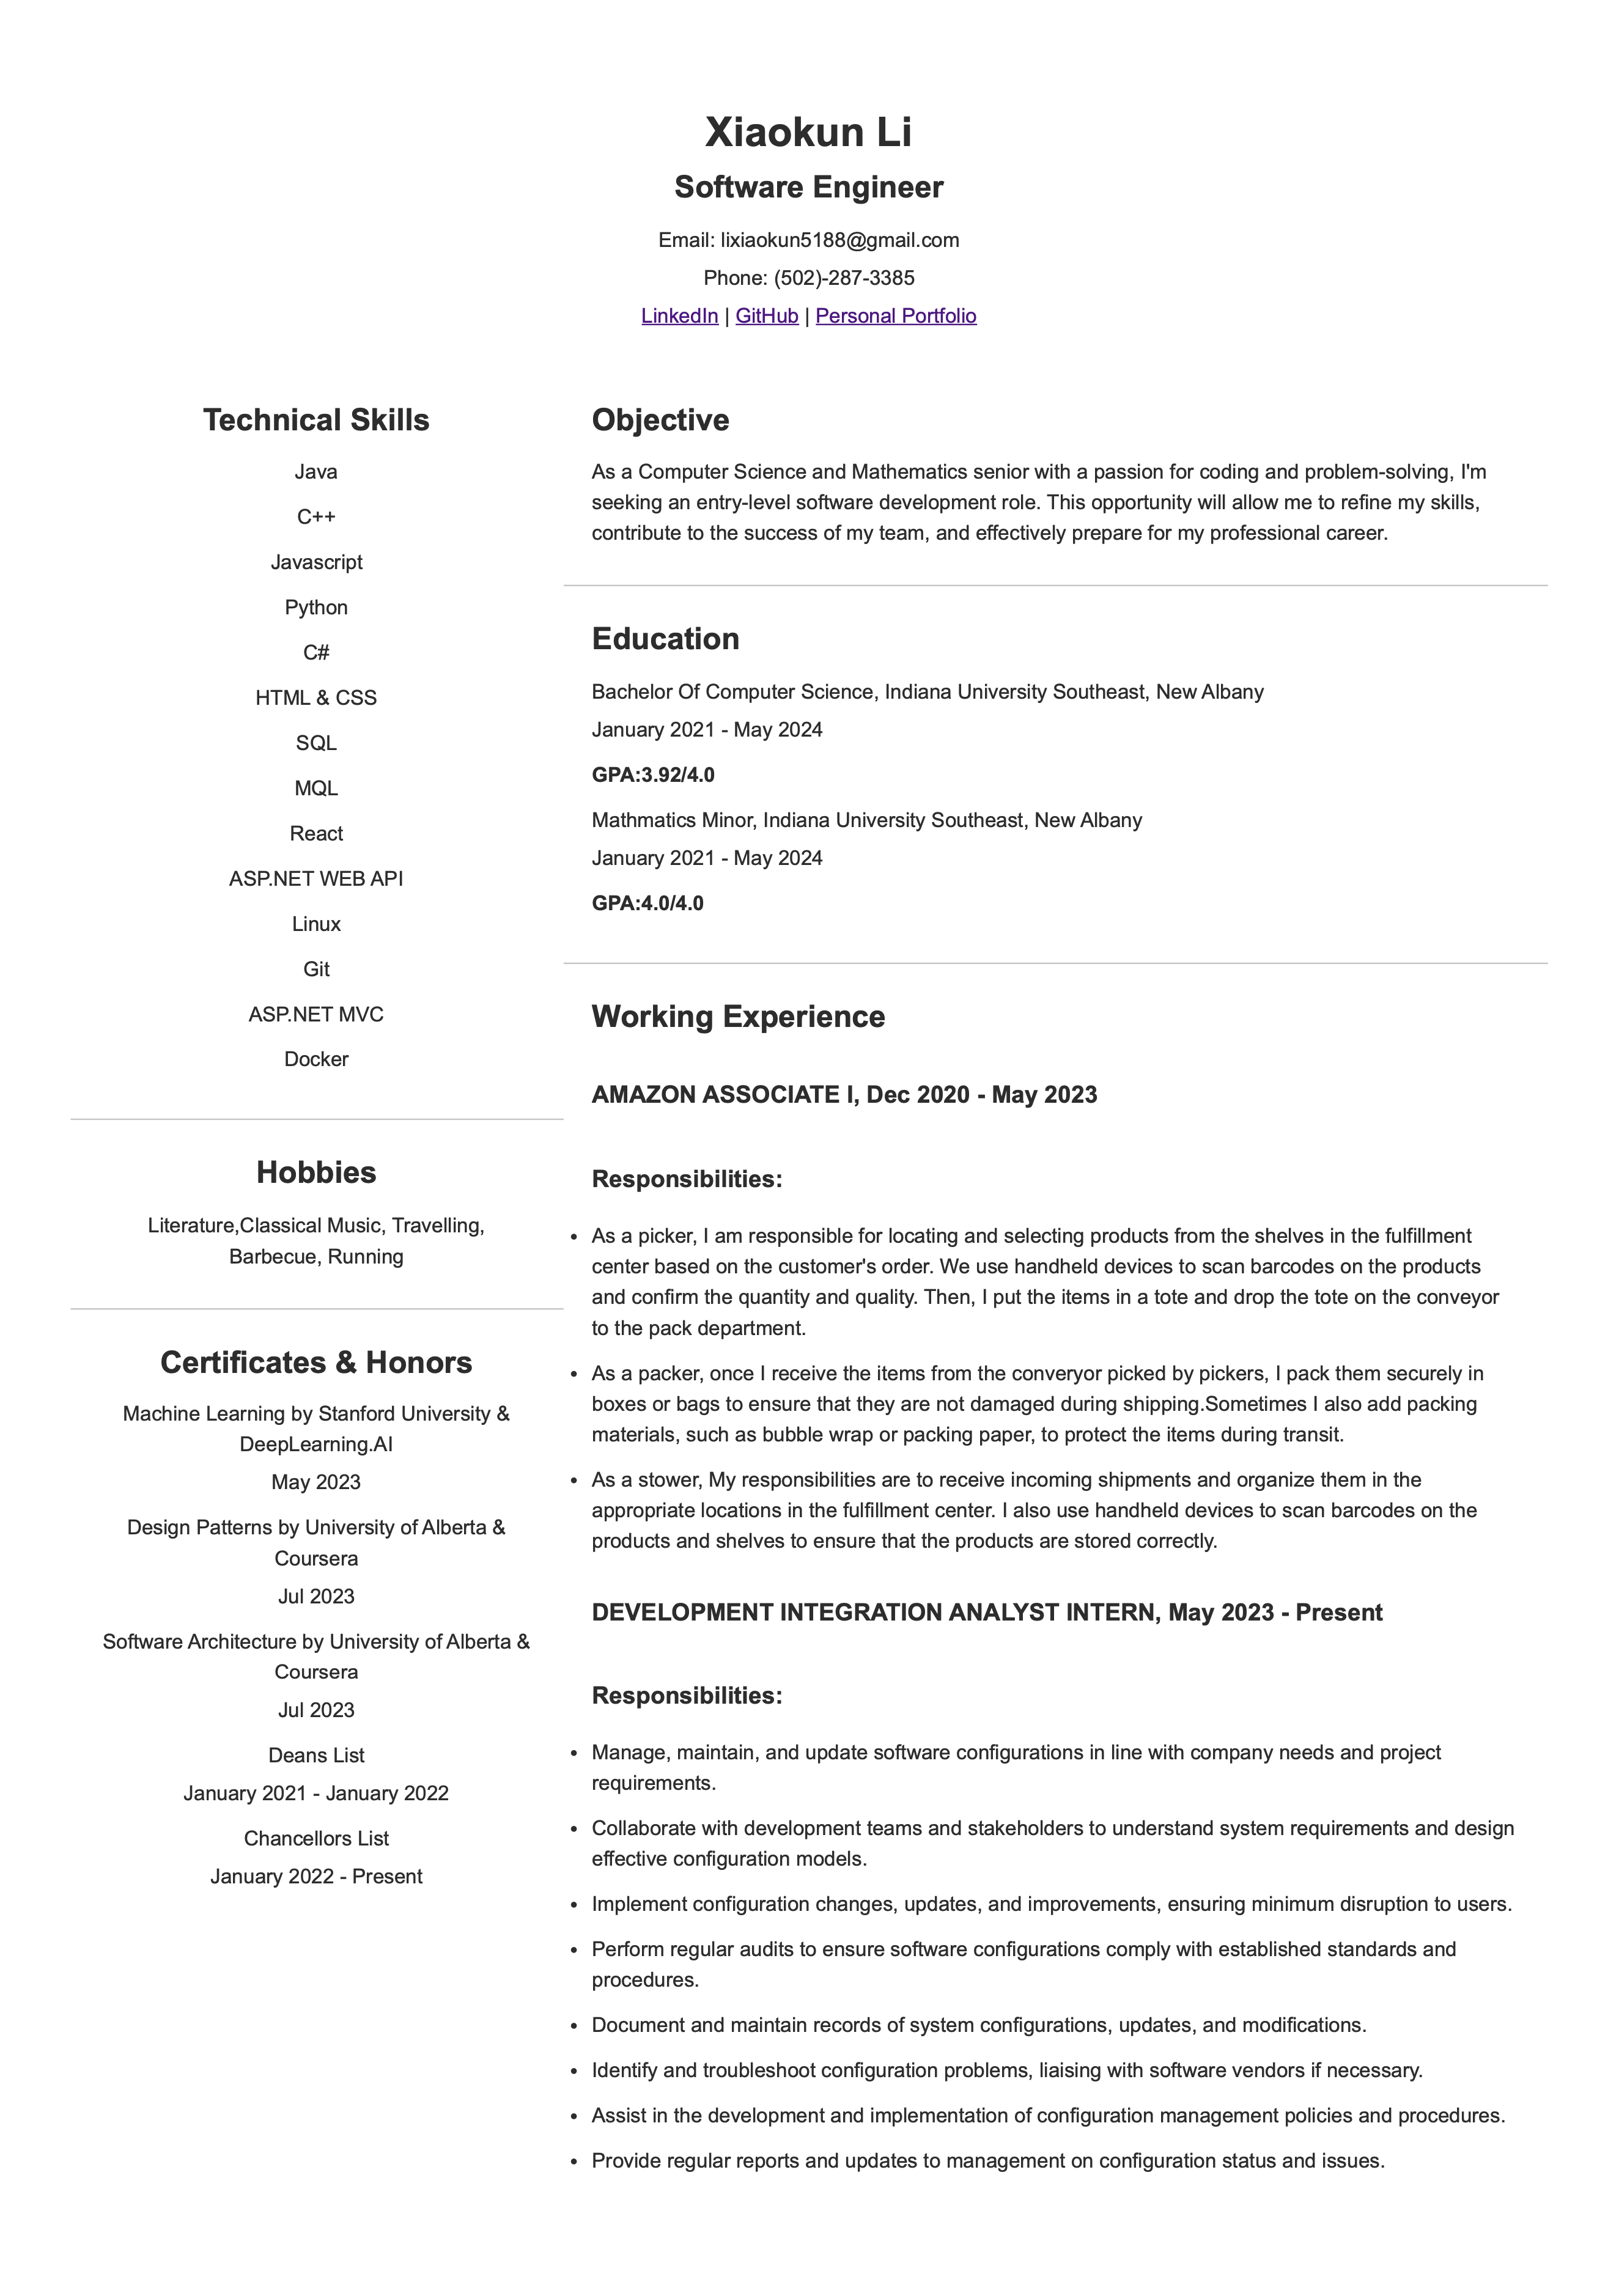 Xiaokun Li
Software Engineer
Email: lixiaokun5188@gmail.com
Phone: (502)-287-3385
LinkedIn | GitHub | Personal Portfolio
Technical Skills
Java
C++
Javascript
Python
C#
HTML & CSS
SQL
MQL
React
ASP.NET WEB API
Linux
Git
ASP.NET MVC
Docker
Hobbies
Literature,Classical Music, Travelling,
Barbecue, Running
Certificates & Honors
Machine Learning by Stanford University &
DeepLearning.AI
May 2023
Design Patterns by University of Alberta &
Coursera
Jul 2023
Software Architecture by University of Alberta &
Coursera
Jul 2023
Deans List
January 2021 - January 2022
Chancellors List
January 2022 - Present
Objective
As a Computer Science and Mathematics senior with a passion for coding and problem-solving, I'm
seeking an entry-level software development role. This opportunity will allow me to refine my skills,
contribute to the success of my team, and effectively prepare for my professional career.
Education
Bachelor Of Computer Science, Indiana University Southeast, New Albany
January 2021 - May 2024
GPA:3.92/4.0
Mathmatics Minor, Indiana University Southeast, New Albany
January 2021 - May 2024
GPA:4.0/4.0
Working Experience
AMAZON ASSOCIATE I, Dec 2020 - May 2023
Responsibilities:
• As a picker, I am responsible for locating and selecting products from the shelves in the fulfillment
center based on the customer's order. We use handheld devices to scan barcodes on the products
and confirm the quantity and quality. Then, I put the items in a tote and drop the tote on the conveyor
to the pack department.
• As a packer, once I receive the items from the converyor picked by pickers, I pack them securely in
boxes or bags to ensure that they are not damaged during shipping.Sometimes I also add packing
materials, such as bubble wrap or packing paper, to protect the items during transit.
• As a stower, My responsibilities are to receive incoming shipments and organize them in the
appropriate locations in the fulfillment center. I also use handheld devices to scan barcodes on the
products and shelves to ensure that the products are stored correctly.
DEVELOPMENT INTEGRATION ANALYST INTERN, May 2023 - Present
Responsibilities:
• Manage, maintain, and update software configurations in line with company needs and project
requirements.
• Collaborate with development teams and stakeholders to understand system requirements and design
effective configuration models.
• Implement configuration changes, updates, and improvements, ensuring minimum disruption to users.
• Perform regular audits to ensure software configurations comply with established standards and
procedures.
• Document and maintain records of system configurations, updates, and modifications.
• Identify and troubleshoot configuration problems, liaising with software vendors if necessary.
• Assist in the development and implementation of configuration management policies and procedures.
• Provide regular reports and updates to management on configuration status and issues.